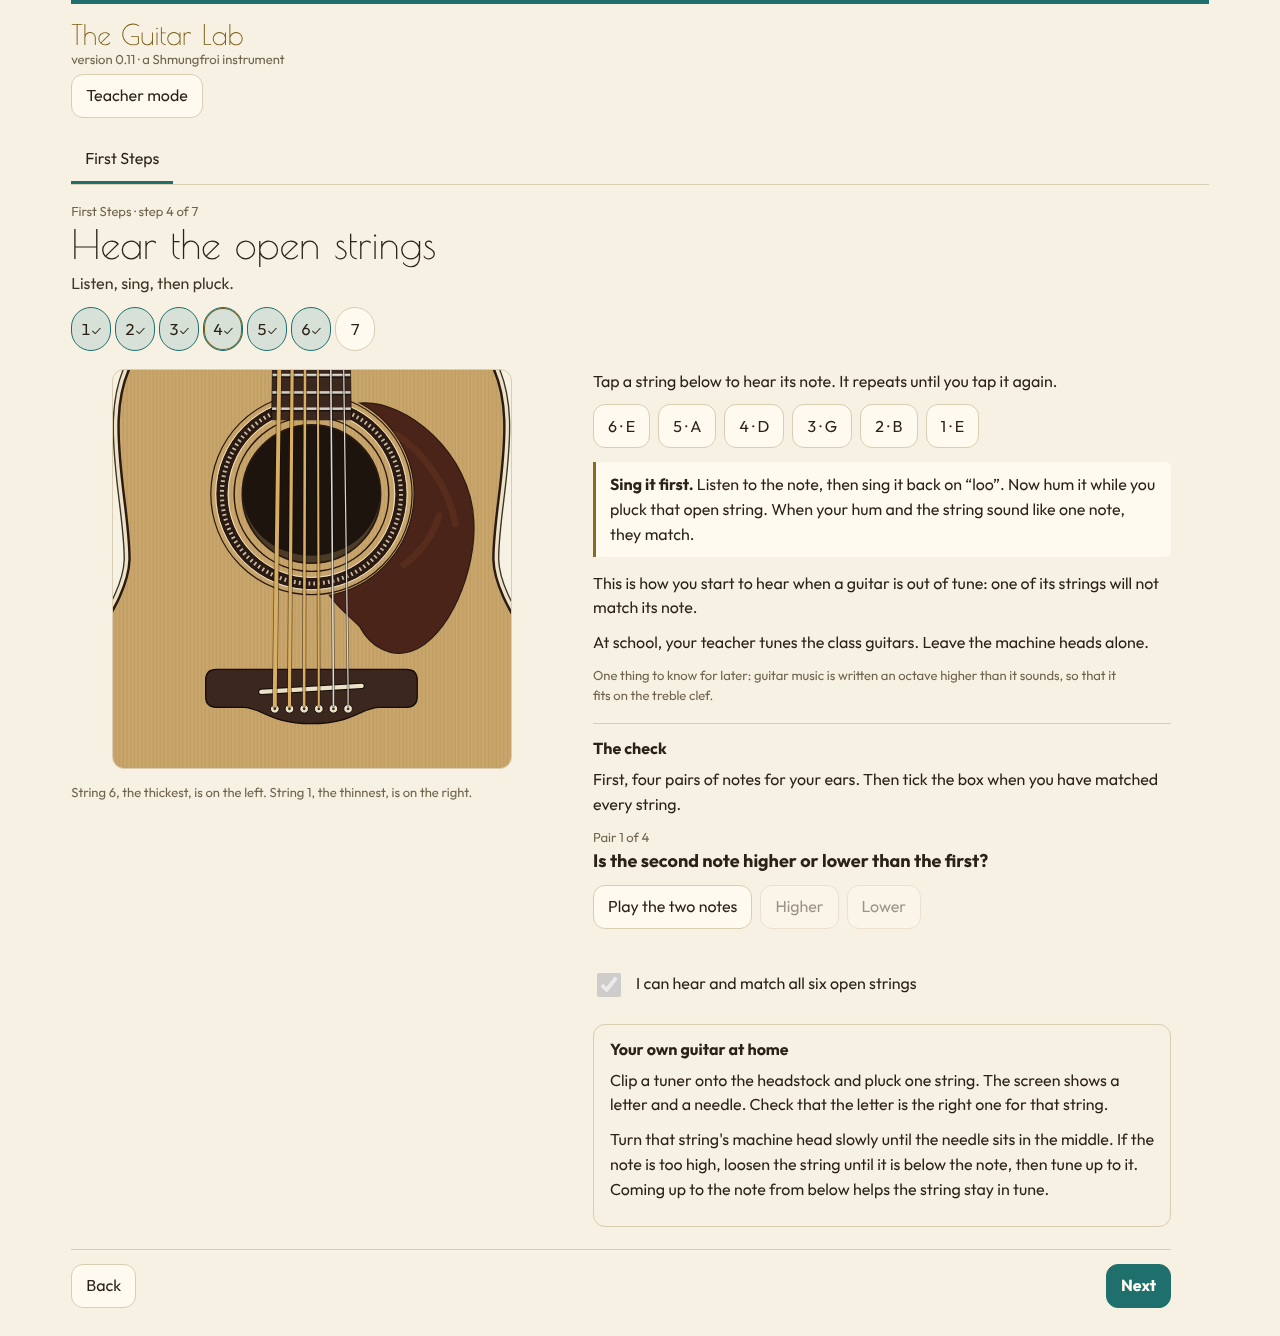 The Guitar Lab
version 0.11 · a Shmungfroi instrument
Teacher mode
First Steps
First Steps · step 4 of 7
Hear the open strings
Listen, sing, then pluck.
1✓ 2✓ 3✓ 4✓ 5✓ 6✓ 7
String 6, the thickest, is on the left. String 1, the thinnest, is on the right.
Tap a string below to hear its note. It repeats until you tap it again.
6 · E 5 · A 4 · D 3 · G 2 · B 1 · E
Sing it first. Listen to the note, then sing it back on “loo”. Now hum it while you
pluck that open string. When your hum and the string sound like one note,
they match.
This is how you start to hear when a guitar is out of tune: one of its strings will not
match its note.
At school, your teacher tunes the class guitars. Leave the machine heads alone.
One thing to know for later: guitar music is written an octave higher than it sounds, so that it
fits on the treble clef.
The check
First, four pairs of notes for your ears. Then tick the box when you have matched
every string.
Pair 1 of 4
Is the second note higher or lower than the first?
Play the two notes Higher Lower
I can hear and match all six open strings
Your own guitar at home
Clip a tuner onto the headstock and pluck one string. The screen shows a
letter and a needle. Check that the letter is the right one for that string.
Turn that string's machine head slowly until the needle sits in the middle. If the
note is too high, loosen the string until it is below the note, then tune up to it.
Coming up to the note from below helps the string stay in tune.
Back Next